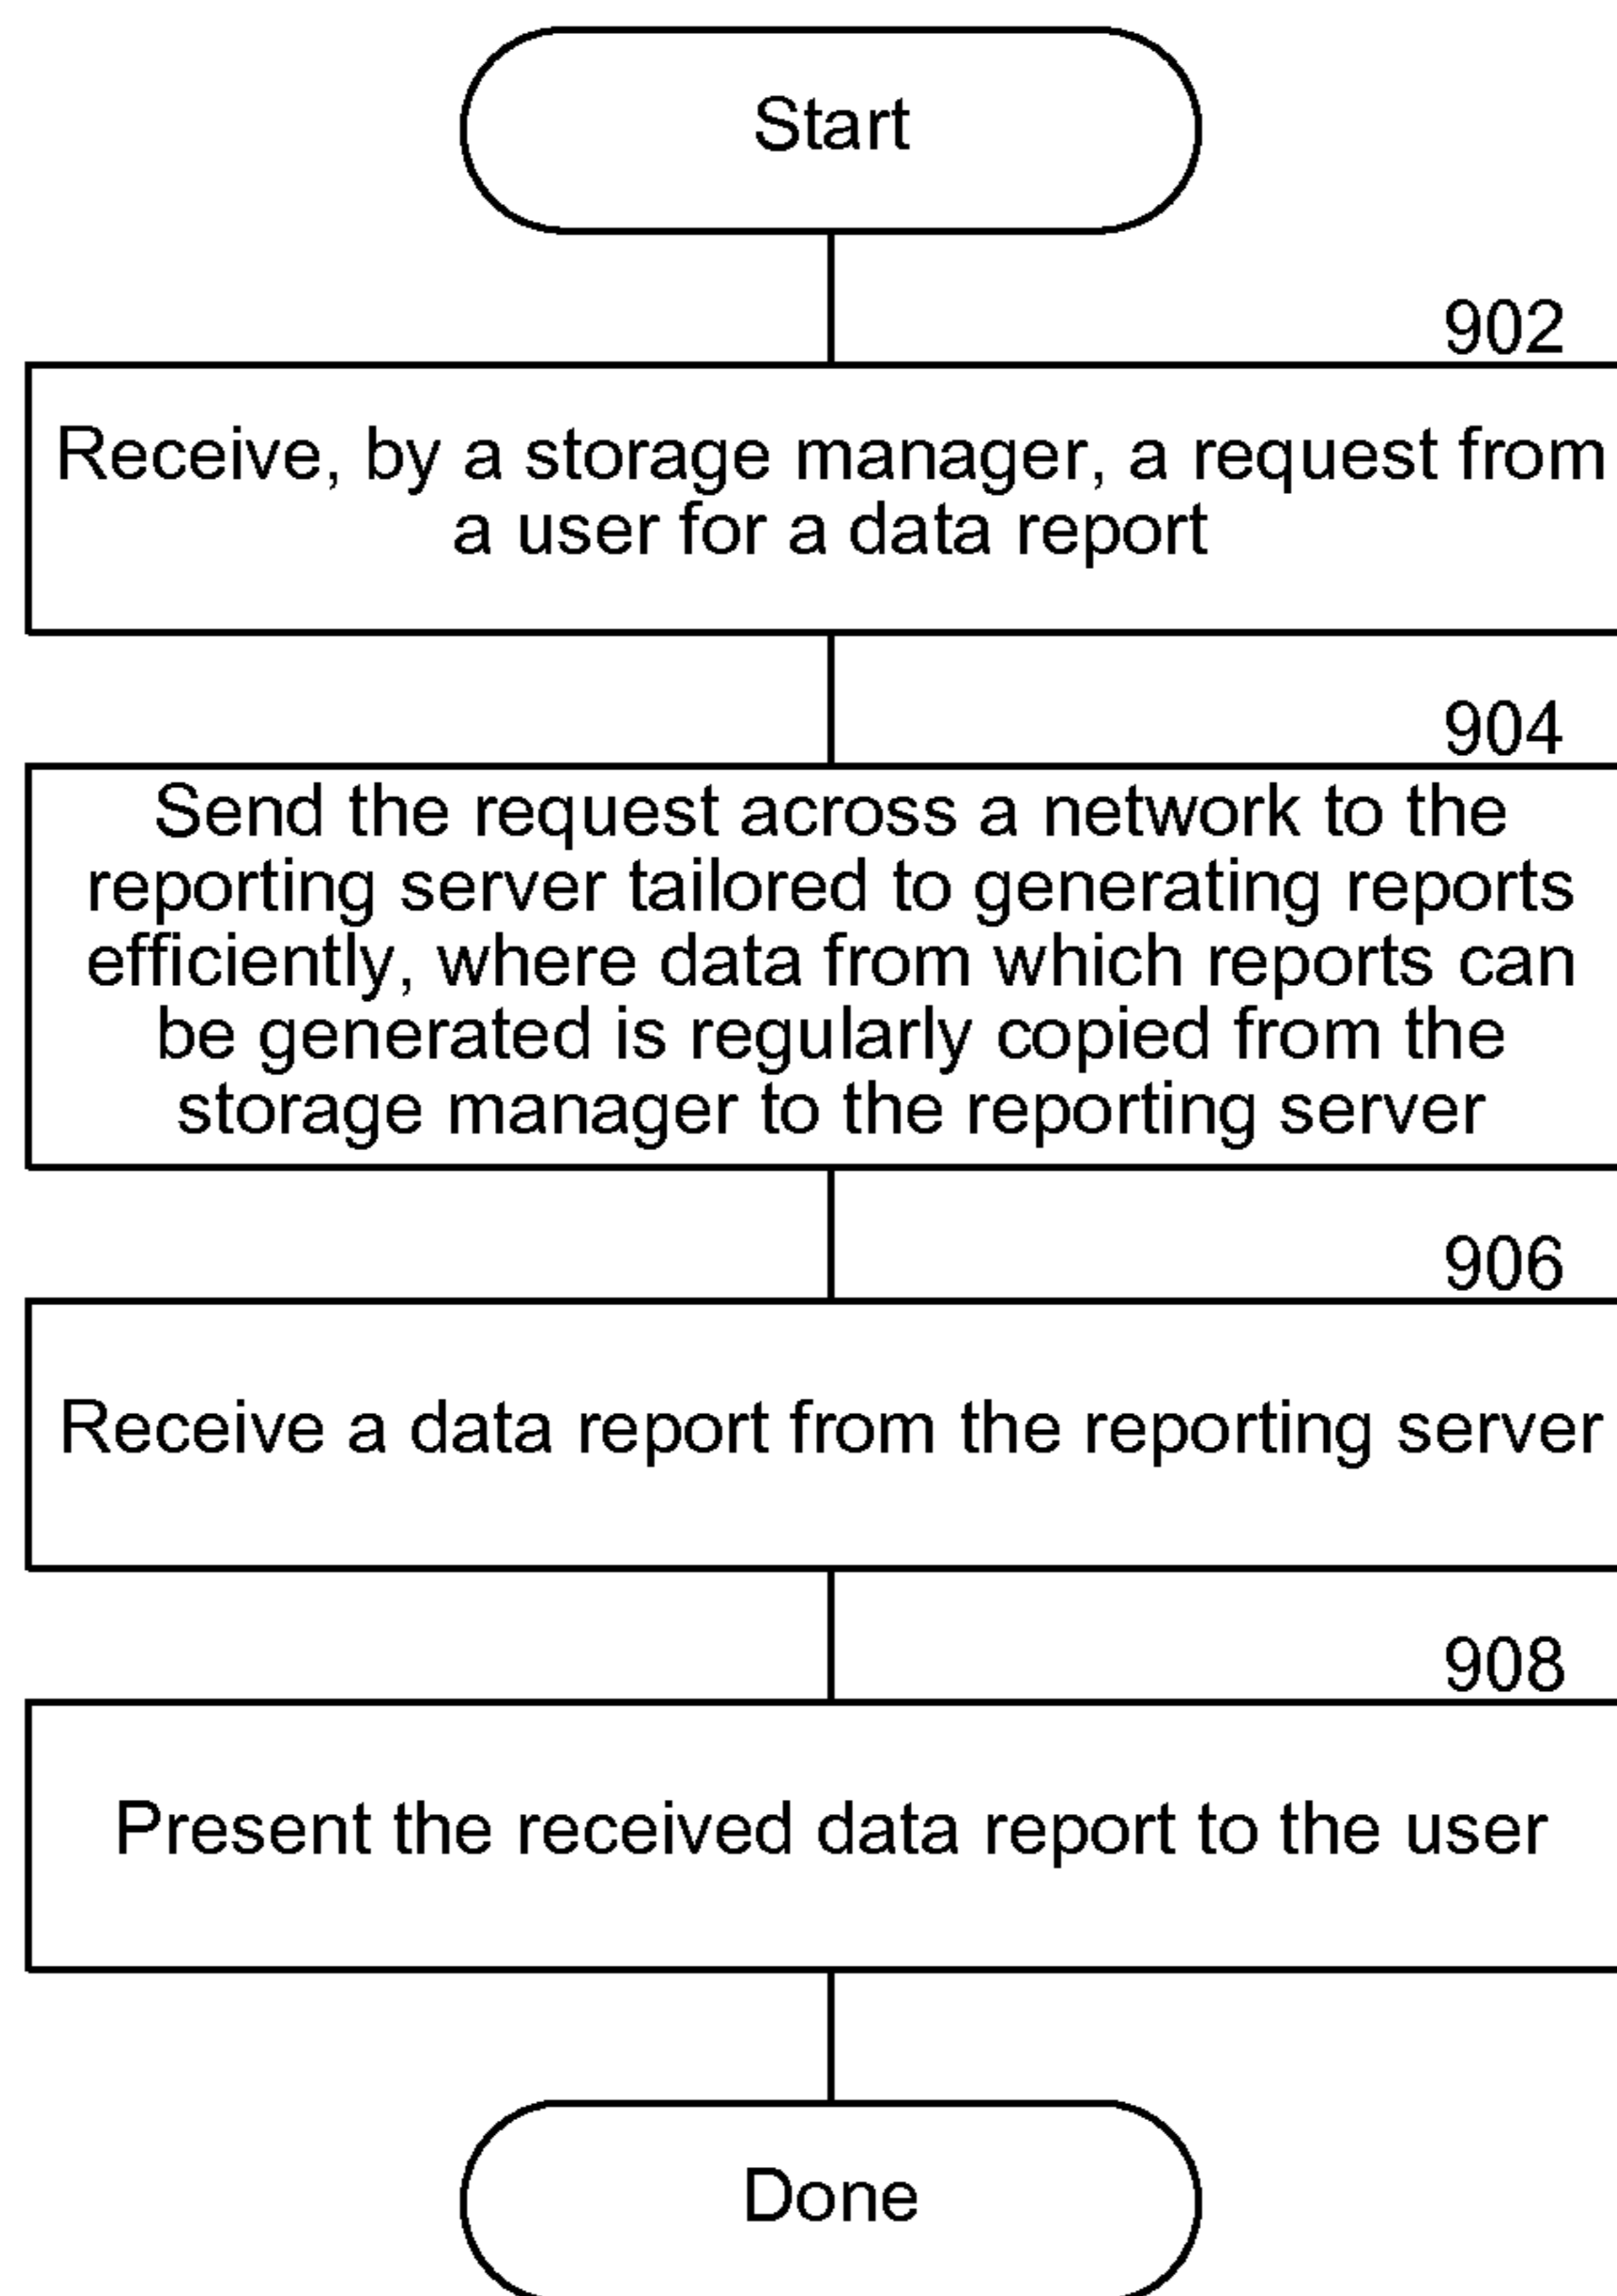 Start
902
Receive, by a storage manager, a request from
a user for a data report
904
Send the request across a network to the
reporting server tailored to generating reports
efficiently, where data from which reports can
be generated is regularly copied from the
storage manager to the reporting server
906
Receive a data report from the reporting server
908
Present the received data report to the user
Done